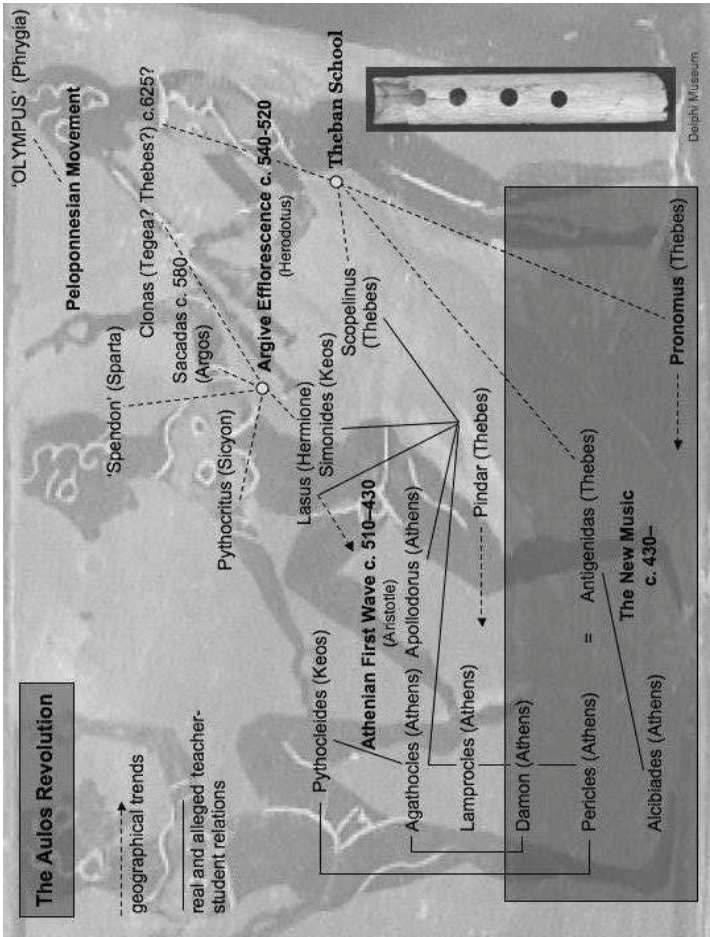 The Aulos Revolution
geographical trends
real and alleged teacher-
student relations
'OLYMPUS' (Phrygia)
Peloponnesian Movement
Clonas (Tegea? Thebes?) c.625?
Sacadas c. 580
(Argos)
'Spendon' (Sparta)
Argive Efflorescence c. 540-520
(Herodotus)
Pythocritus (Sicyon)
Lasus (Hermione)
Simonides (Keos)
Theban School
Scopelinus
(Thebes)
Pythocleides (Keos)
Athenian First Wave c. 510–430
(Aristotle)
Agathocles (Athens)
Apollodorus (Athens)
Lamprocles (Athens)
Pindar (Thebes)
Damon (Athens)
Pericles (Athens)
=
Antigenidas (Thebes)
The New Music
c. 430–
Alcibiades (Athens)
Pronomus (Thebes)
Delphi Museum